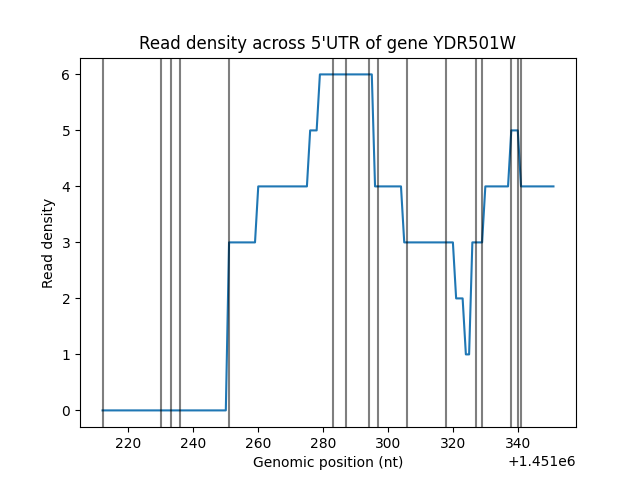 Read density across 5'UTR of gene YDR501W
Read density
6
5
4
3
2
1
0
220 240 260 280 300 320 340
+1.451e6
Genomic position (nt)